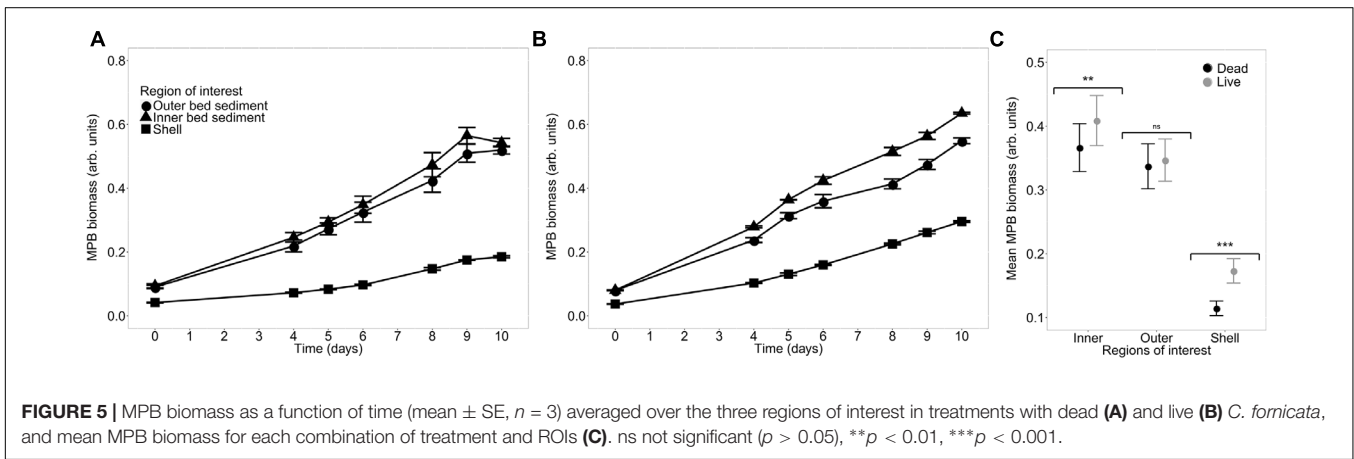 A
MPB biomass (arb. units)
0.8
0.6
0.4
0.2
0.0
Region of interest
Outer bed sediment
Inner bed sediment
Shell
0 1 2 3 4 5 6 7 8 9 10
Time (days)
B
MPB biomass (arb. units)
0.8
0.6
0.4
0.2
0.0
0 1 2 3 4 5 6 7 8 9 10
Time (days)
C
Mean MPB biomass (arb. units)
0.5
0.4
0.3
0.2
0.1
Dead
Live
**
ns
***
Inner Outer Shell
Regions of interest
FIGURE 5 | MPB biomass as a function of time (mean ± SE, n = 3) averaged over the three regions of interest in treatments with dead (A) and live (B) C. fornicata,
and mean MPB biomass for each combination of treatment and ROIs (C). ns not significant (p > 0.05), **p < 0.01, ***p < 0.001.